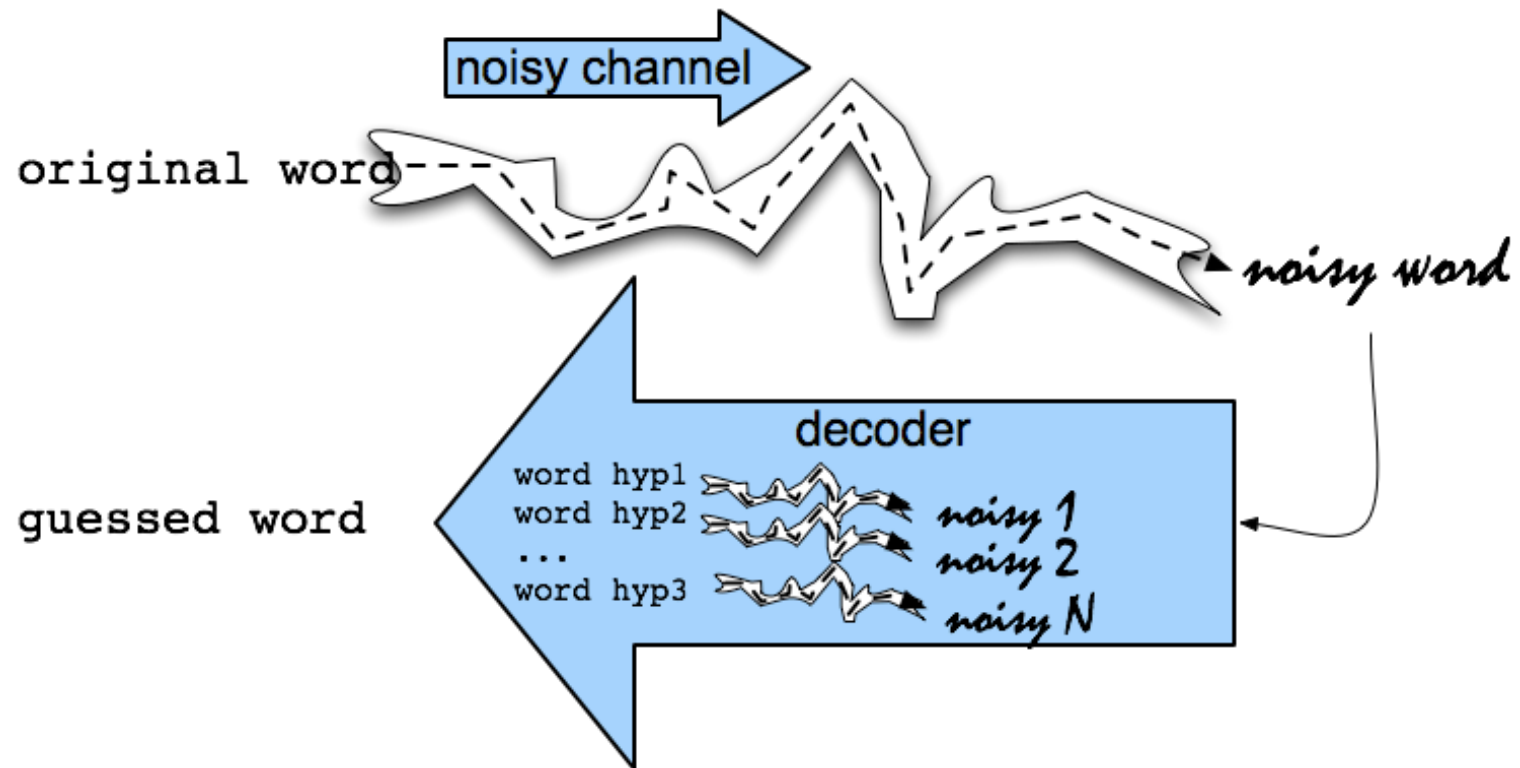 noisy channel
original word
noisy word
decoder
word hyp1
noisy 1
word hyp2
noisy 2
guessed word
...
word hyp3
noisy N